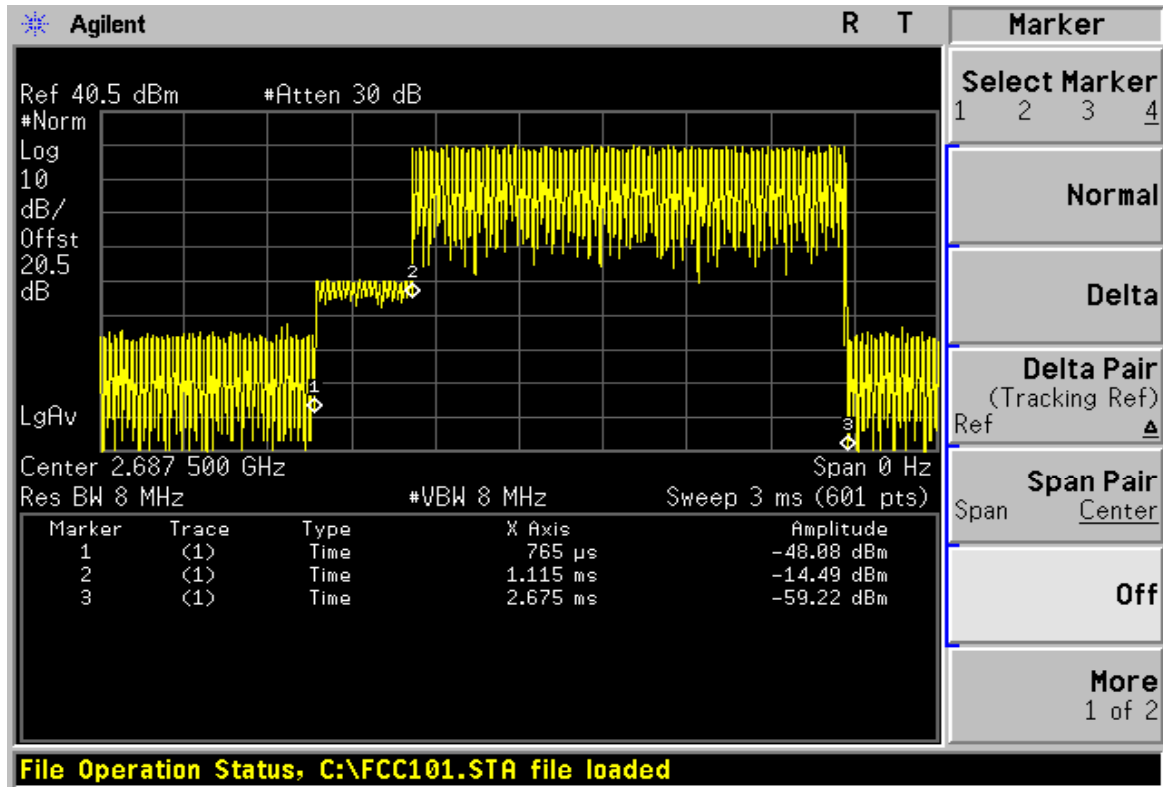 Agilent R T
Ref 40.5 dBm #Atten 30 dB
#Norm
Log
10
dB/
Offst
20.5
dB
LgAv
2
1
3
Center 2.687 500 GHz Span 0 Hz
Res BW 8 MHz #VBW 8 MHz Sweep 3 ms (601 pts)
Marker Trace Type X Axis Amplitude
1 (1) Time 765 µs -48.08 dBm
2 (1) Time 1.115 ms -14.49 dBm
3 (1) Time 2.675 ms -59.22 dBm
Marker
Select Marker
1 2 3 4
Normal
Delta
Delta Pair
(Tracking Ref)
Ref Δ
Span Pair
Span Center
Off
More
1 of 2
File Operation Status, C:\FCC101.STA file loaded